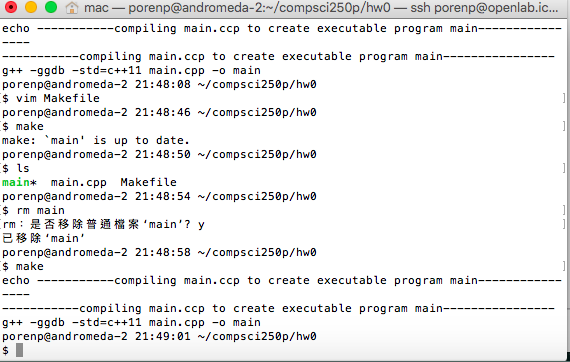 mac — porenp@andromeda-2:~/compsci250p/hw0 — ssh porenp@openlab.ic...
echo -----------compiling main.ccp to create executable program main------------
----
-----------compiling main.ccp to create executable program main----------------
g++ -ggdb -std=c++11 main.cpp -o main
porenp@andromeda-2 21:48:08 ~/compsci250p/hw0
[$ vim Makefile ]
porenp@andromeda-2 21:48:46 ~/compsci250p/hw0
[$ make ]
make: `main' is up to date.
porenp@andromeda-2 21:48:50 ~/compsci250p/hw0
[$ ls ]
main* main.cpp Makefile
porenp@andromeda-2 21:48:54 ~/compsci250p/hw0
[$ rm main ]
[rm：是否移除普通檔案‘main’? y ]
已移除‘main’
porenp@andromeda-2 21:48:58 ~/compsci250p/hw0
[$ make ]
echo -----------compiling main.ccp to create executable program main------------
----
-----------compiling main.ccp to create executable program main----------------
g++ -ggdb -std=c++11 main.cpp -o main
porenp@andromeda-2 21:49:01 ~/compsci250p/hw0
$